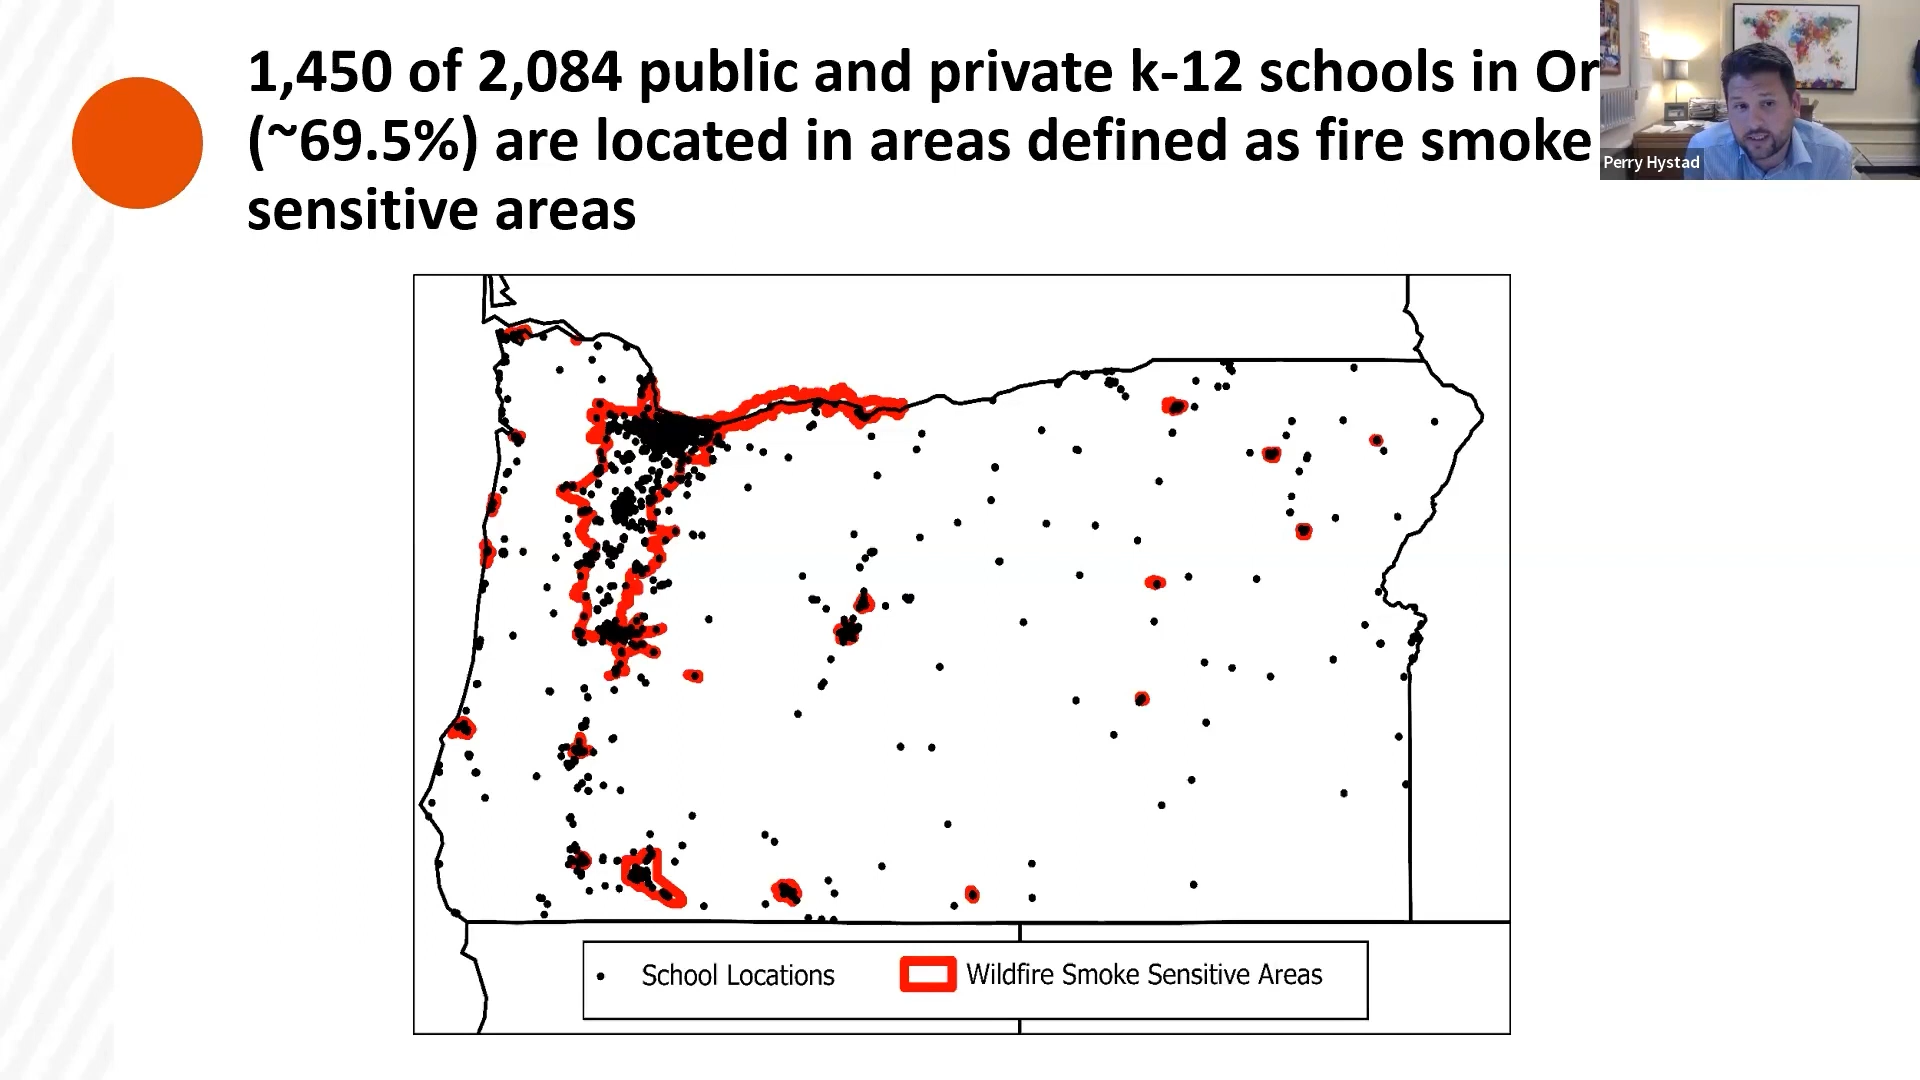 1,450 of 2,084 public and private k-12 schools in Or
(~69.5%) are located in areas defined as fire smoke
sensitive areas
Perry Hystad
School Locations
Wildfire Smoke Sensitive Areas